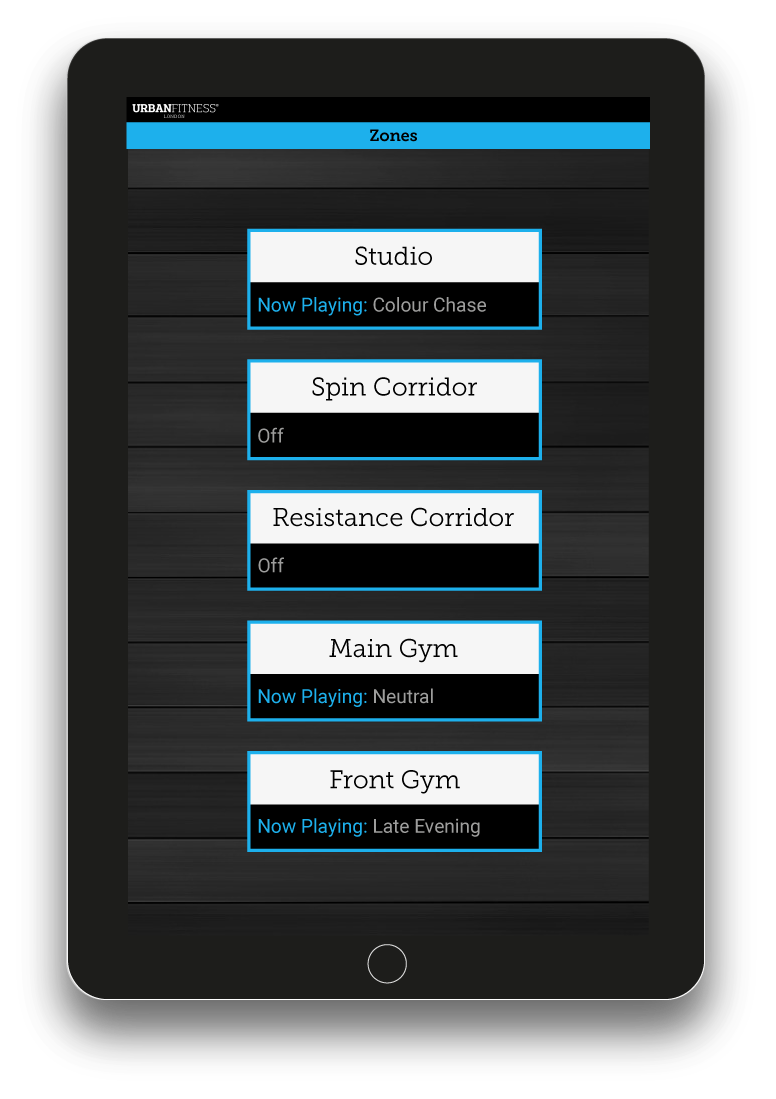 URBANFITNESS®
LONDON
Zones
Studio
Now Playing: Colour Chase
Spin Corridor
Off
Resistance Corridor
Off
Main Gym
Now Playing: Neutral
Front Gym
Now Playing: Late Evening